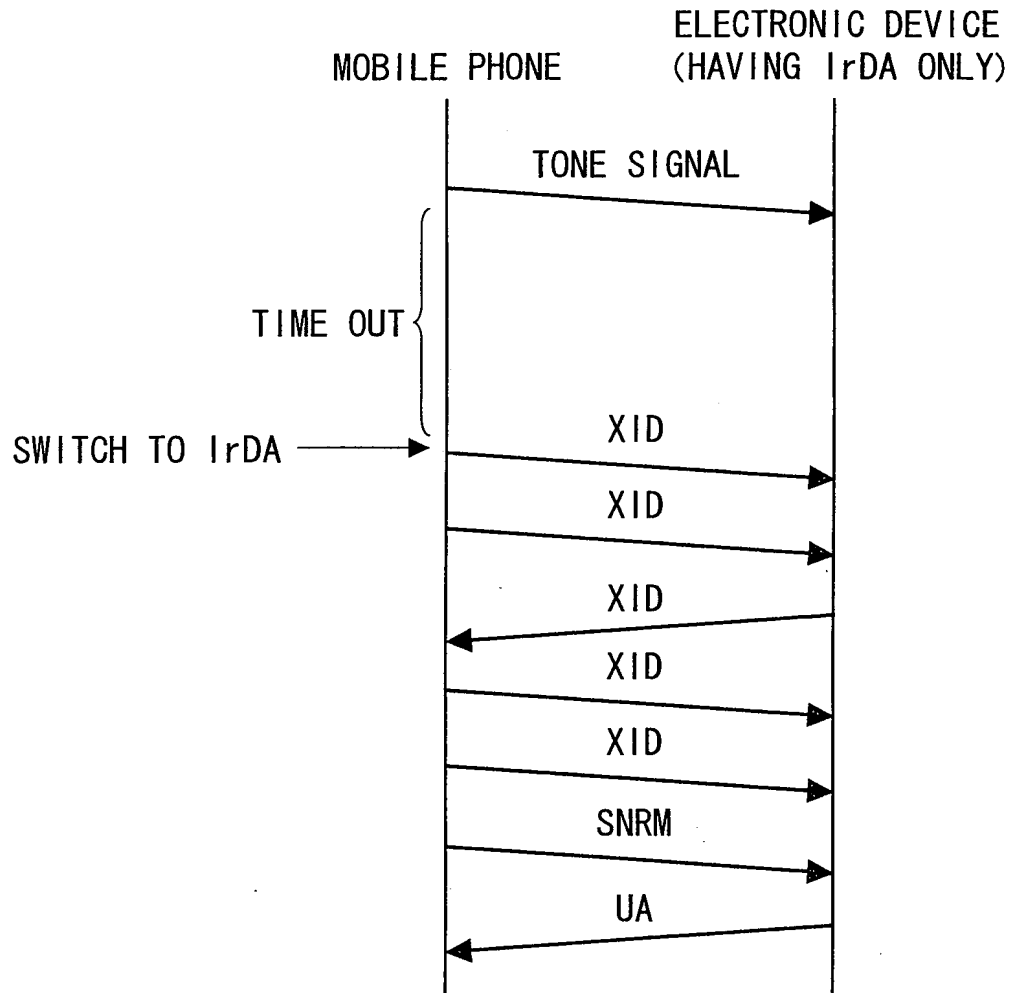 ELECTRONIC DEVICE
MOBILE PHONE
(HAVING IrDA ONLY)
TONE SIGNAL
TIME OUT
XID
SWITCH TO IrDA
XID
XID
XID
XID
SNRM
UA